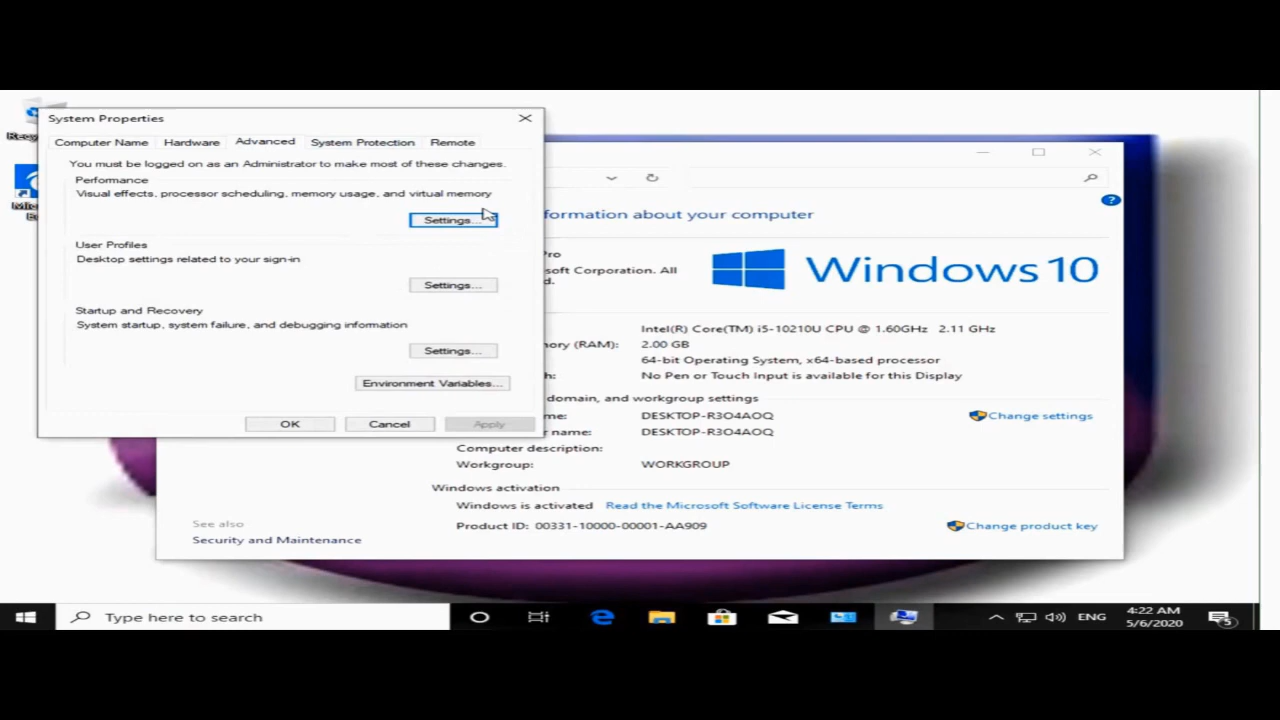 System Properties
Computer Name Hardware Advanced System Protection Remote
You must be logged on as an Administrator to make most of these changes.
Performance
Visual effects, processor scheduling, memory usage, and virtual memory
Settings...
User Profiles
Desktop settings related to your sign-in
Settings...
Startup and Recovery
System startup, system failure, and debugging information
Settings...
Environment Variables...
OK Cancel Apply
formation about your computer
?
soft Corporation. All
Windows 10
Intel(R) Core(TM) i5-10210U CPU @ 1.60GHz 2.11 GHz
ory (RAM): 2.00 GB
64-bit Operating System, x64-based processor
No Pen or Touch Input is available for this Display
domain, and workgroup settings
me: DESKTOP-R3O4AOQ Change settings
r name: DESKTOP-R3O4AOQ
Computer description:
Workgroup: WORKGROUP
Windows activation
Windows is activated Read the Microsoft Software License Terms
Product ID: 00331-10000-00001-AA909 Change product key
See also
Security and Maintenance
Type here to search
ENG
4:22 AM
5/6/2020
5